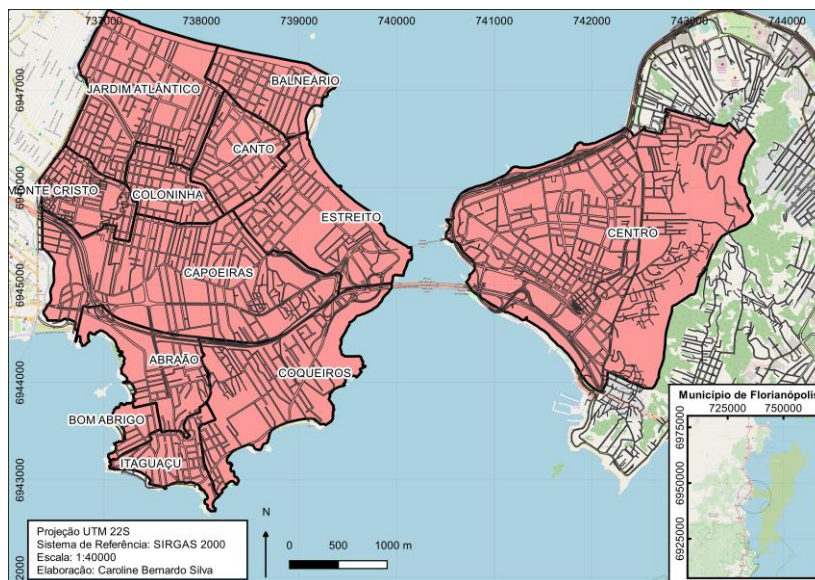 737000
738000
739000
740000
741000
742000
743000
744000
6947000
6946000
6945000
6944000
6943000
BALNEÁRIO
JARDIM ATLÂNTICO
CANTO
MONTE CRISTO
COLONINHA
ESTREITO
CENTRO
CAPOEIRAS
ABRAÃO
COQUEIROS
BOM ABRIGO
ITAGUAÇU
Projeção UTM 22S
Sistema de Referência: SIRGAS 2000
Escala: 1:40000
Elaboração: Caroline Bernardo Silva
N
0 500 1000 m
Município de Florianópolis
725000 750000
6975000
6950000
6925000